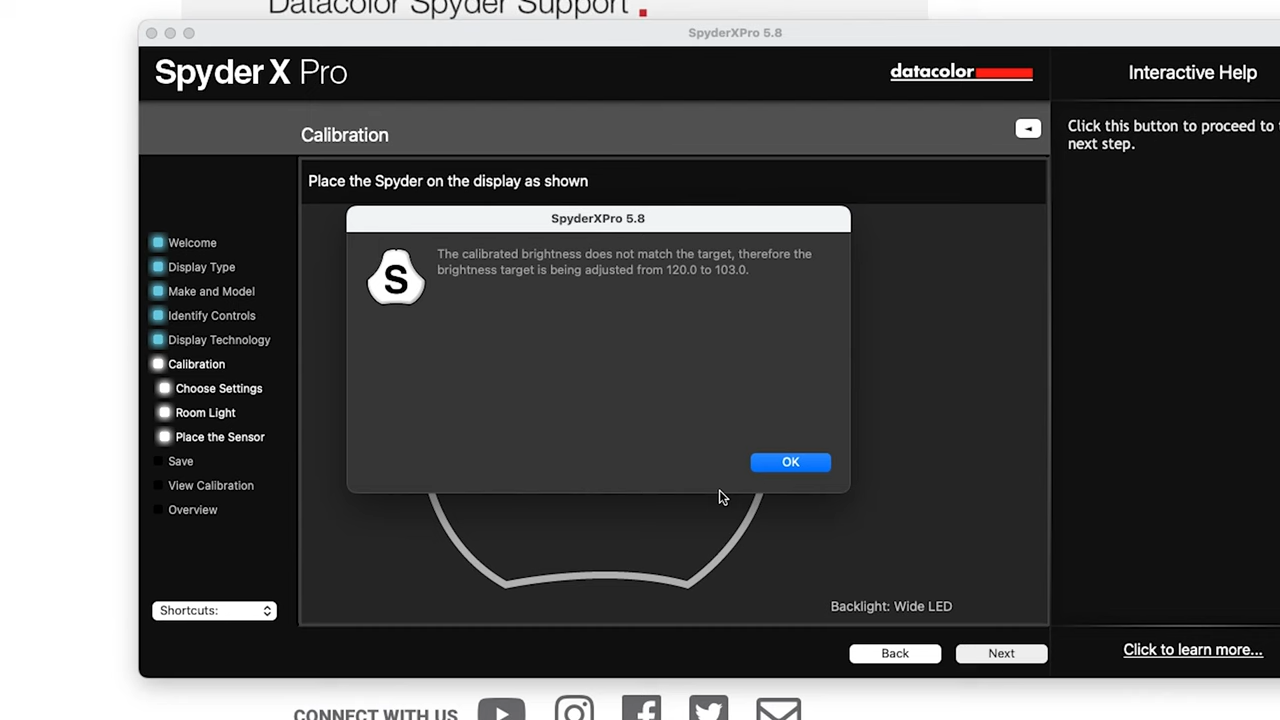 Datacolor Spyder Support
SpyderXPro 5.8
Spyder X Pro
datacolor
Interactive Help
Calibration
Click this button to proceed to
next step.
Place the Spyder on the display as shown
SpyderXPro 5.8
S
The calibrated brightness does not match the target, therefore the
brightness target is being adjusted from 120.0 to 103.0.
OK
Welcome
Display Type
Make and Model
Identify Controls
Display Technology
Calibration
Choose Settings
Room Light
Place the Sensor
Save
View Calibration
Overview
Shortcuts:
Backlight: Wide LED
Back
Next
Click to learn more...
CONNECT WITH US